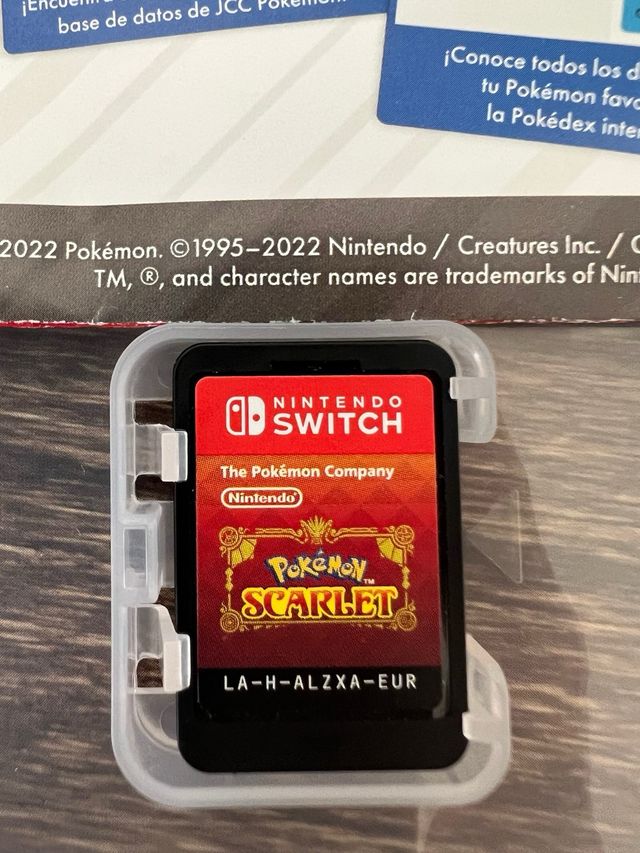 base de datos de JCC Pokémon.
¡Conoce todos los d
tu Pokémon favo
la Pokédex inte
2022 Pokémon. ©1995–2022 Nintendo / Creatures Inc. /
TM, ®, and character names are trademarks of Nin
NINTENDO
SWITCH
The Pokémon Company
Nintendo
POKéMON™
SCARLET
LA-H-ALZXA-EUR